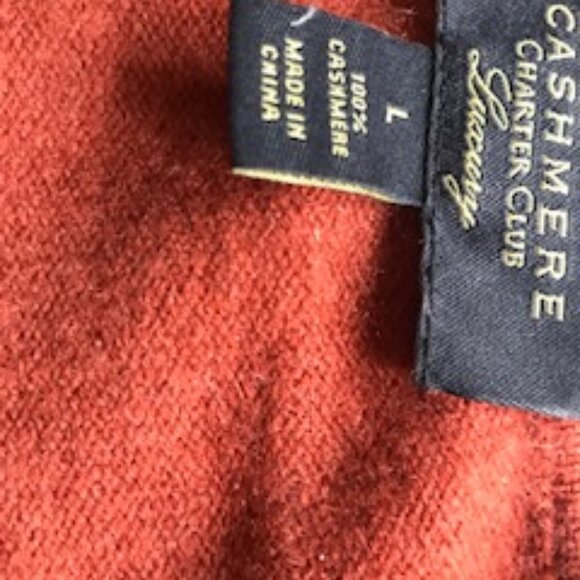 CASHMERE
CHARTER CLUB
Luxury
L
100%
CASHMERE
MADE IN
CHINA